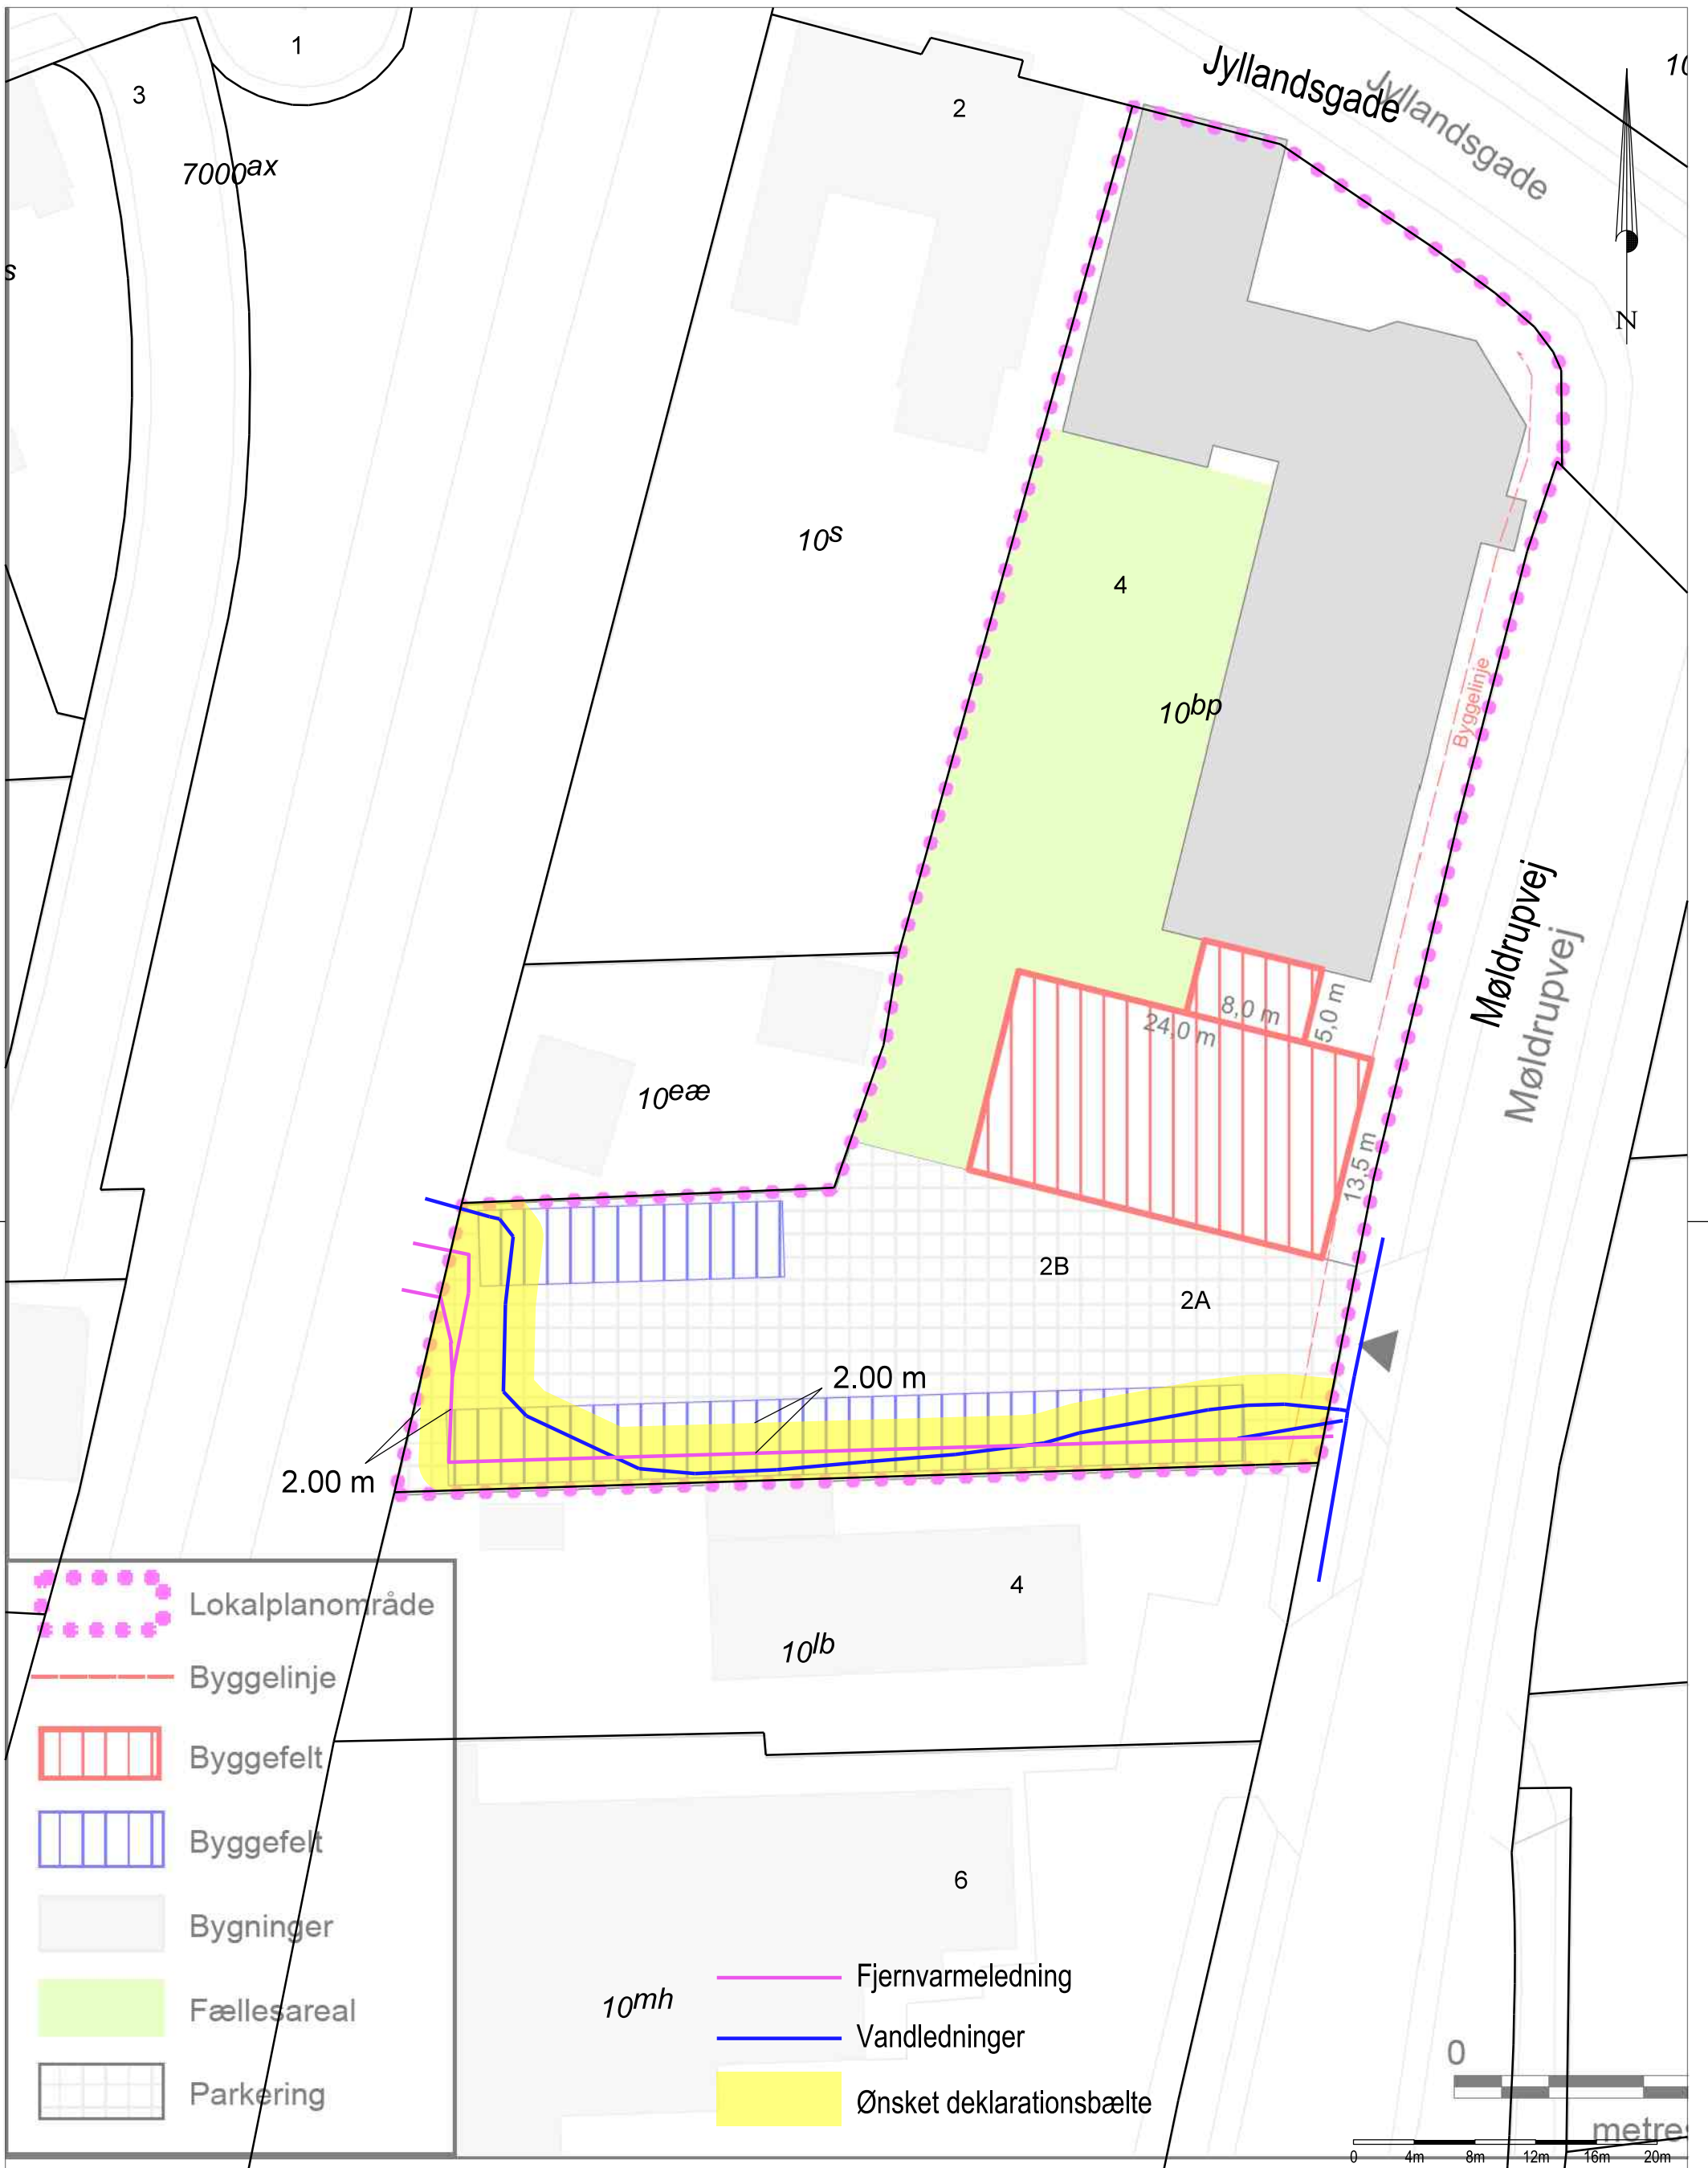 1
3
7000ax
2
Jyllandsgade
Jyllandsgade
10
s
N
10s
4
10bp
Byggelinje
Møldrupvej
Møldrupvej
8,0 m
24,0 m
5,0 m
13,5 m
10eæ
2B
2A
2.00 m
2.00 m
4
10lb
6
10mh
Lokalplanområde
Byggelinje
Byggefelt
Byggefelt
Bygninger
Fællesareal
Parkering
Fjernvarmeledning
Vandledninger
Ønsket deklarationsbælte
0
metres
0 4m 8m 12m 16m 20m